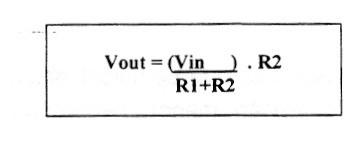 Vout = (Vin ) . R2
R1+R2